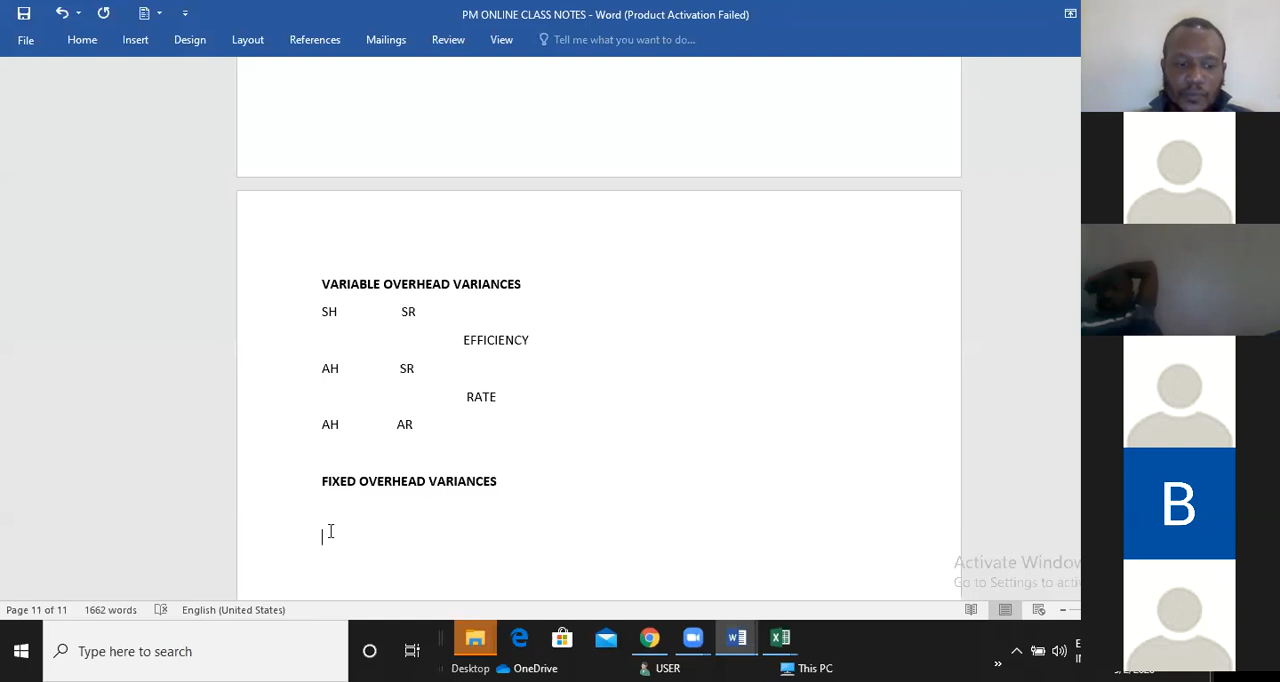 PM ONLINE CLASS NOTES - Word (Product Activation Failed)
File Home Insert Design Layout References Mailings Review View Tell me what you want to do...
VARIABLE OVERHEAD VARIANCES
SH SR
EFFICIENCY
AH SR
RATE
AH AR
FIXED OVERHEAD VARIANCES
B
Activate Window
Go to Settings to acti
Page 11 of 11 1662 words English (United States)
Type here to search
Desktop OneDrive USER This PC